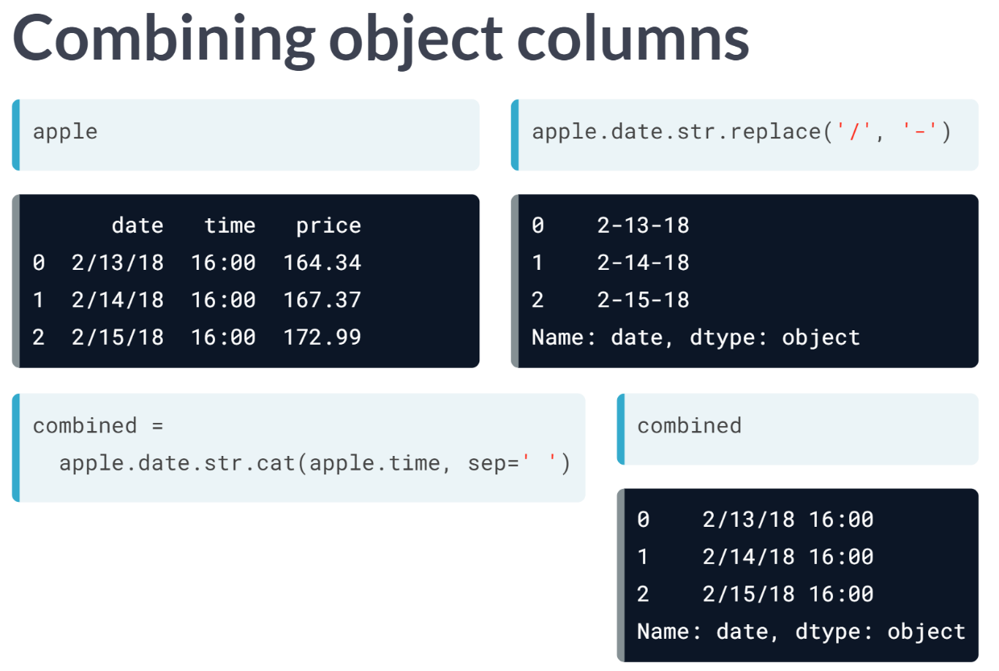 Combining object columns
apple
apple.date.str.replace('/', '-')
date time price
0 2/13/18 16:00 164.34
1 2/14/18 16:00 167.37
2 2/15/18 16:00 172.99
0 2-13-18
1 2-14-18
2 2-15-18
Name: date, dtype: object
combined =
apple.date.str.cat(apple.time, sep=' ')
combined
0 2/13/18 16:00
1 2/14/18 16:00
2 2/15/18 16:00
Name: date, dtype: object